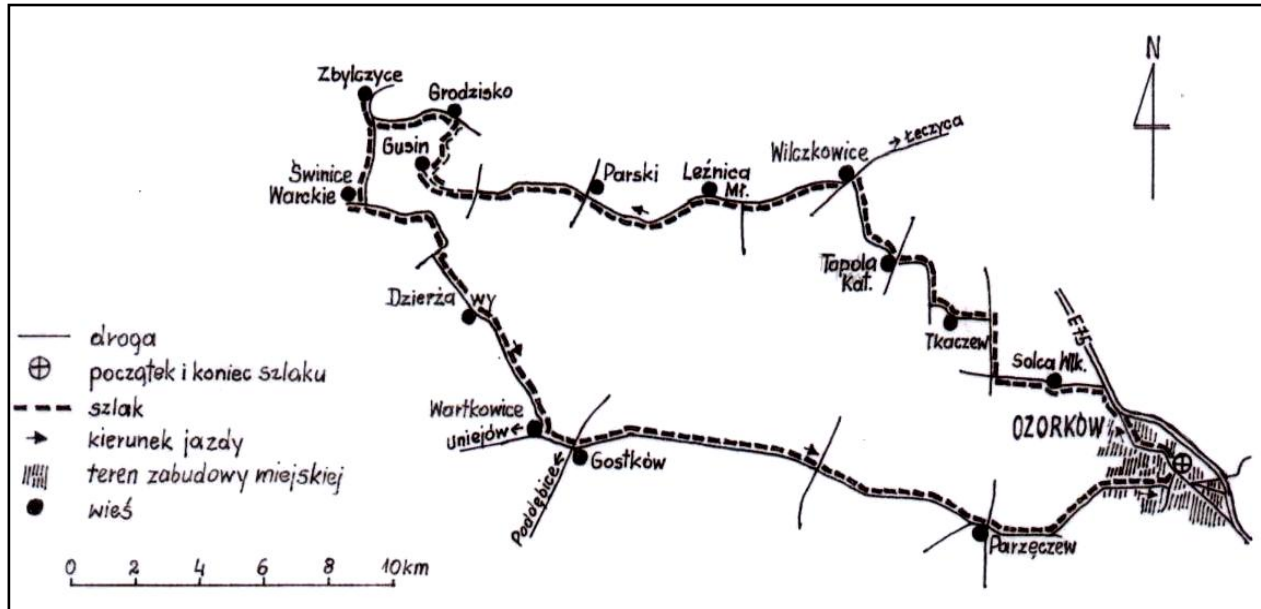 N
Zbylczyce
Grodzisko
Gusin
Świnice
Warckie
Parski
Leźnica
Mł.
Wilczkowice
→ Łęczyca
Topola
Kat.
Tkaczew
Solca Wlk.
E75
OZORKÓW
Dzierżawy
Wartkowice
Uniejów
Gostków
Poddębice
Parzęczew
droga
początek i koniec szlaku
szlak
kierunek jazdy
teren zabudowy miejskiej
wieś
0 2 4 6 8 10km